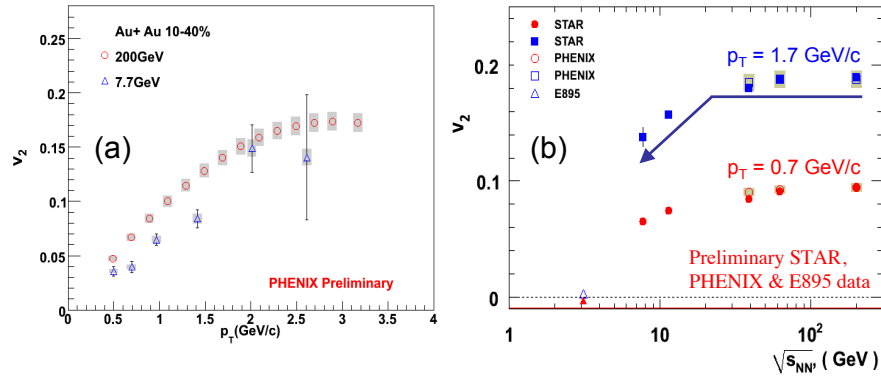 Au+ Au 10-40%
200GeV
7.7GeV
(a)
PHENIX Preliminary
v2
0
0.05
0.1
0.15
0.2
0.25
0
0.5
1
1.5
2
2.5
3
3.5
4
pT(GeV/c)
STAR
STAR
PHENIX
PHENIX
E895
pT = 1.7 GeV/c
(b)
pT = 0.7 GeV/c
Preliminary STAR,
PHENIX & E895 data
v2
0.2
0.1
0
1
10
10²
√sNN, ( GeV )